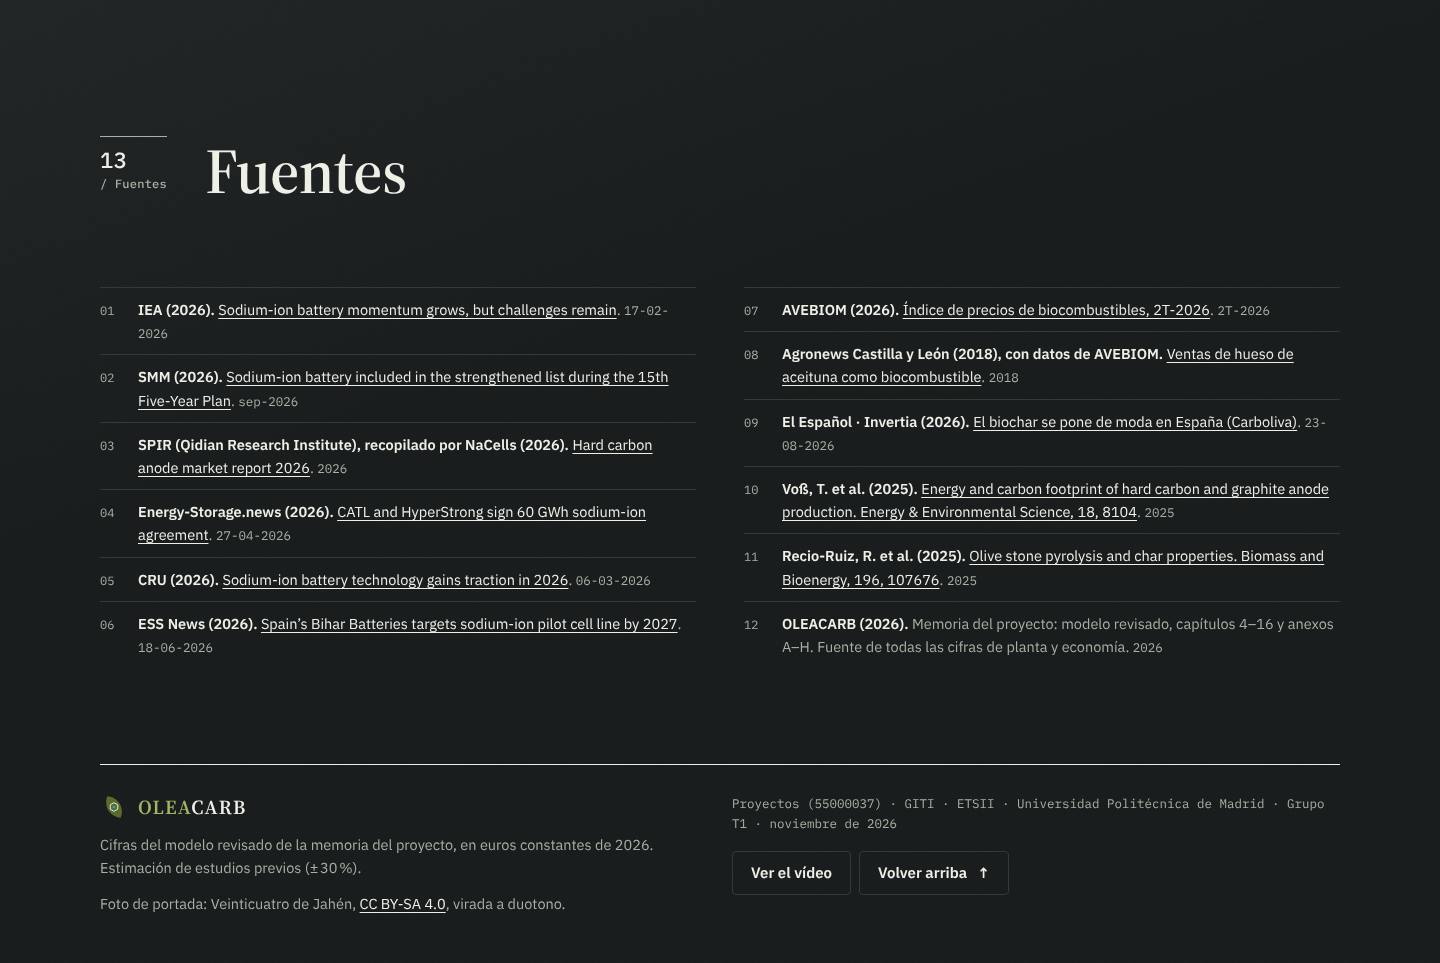 13
/ Fuentes
Fuentes
01 IEA (2026). Sodium-ion battery momentum grows, but challenges remain. 17-02-
2026
02 SMM (2026). Sodium-ion battery included in the strengthened list during the 15th
Five-Year Plan. sep-2026
03 SPIR (Qidian Research Institute), recopilado por NaCells (2026). Hard carbon
anode market report 2026. 2026
04 Energy-Storage.news (2026). CATL and HyperStrong sign 60 GWh sodium-ion
agreement. 27-04-2026
05 CRU (2026). Sodium-ion battery technology gains traction in 2026. 06-03-2026
06 ESS News (2026). Spain’s Bihar Batteries targets sodium-ion pilot cell line by 2027.
18-06-2026
07 AVEBIOM (2026). Índice de precios de biocombustibles, 2T-2026. 2T-2026
08 Agronews Castilla y León (2018), con datos de AVEBIOM. Ventas de hueso de
aceituna como biocombustible. 2018
09 El Español · Invertia (2026). El biochar se pone de moda en España (Carboliva). 23-
08-2026
10 Voß, T. et al. (2025). Energy and carbon footprint of hard carbon and graphite anode
production. Energy & Environmental Science, 18, 8104. 2025
11 Recio-Ruiz, R. et al. (2025). Olive stone pyrolysis and char properties. Biomass and
Bioenergy, 196, 107676. 2025
12 OLEACARB (2026). Memoria del proyecto: modelo revisado, capítulos 4–16 y anexos
A–H. Fuente de todas las cifras de planta y economía. 2026
OLEACARB
Cifras del modelo revisado de la memoria del proyecto, en euros constantes de 2026.
Estimación de estudios previos (±30 %).
Foto de portada: Veinticuatro de Jahén, CC BY-SA 4.0, virada a duotono.
Proyectos (55000037) · GITI · ETSII · Universidad Politécnica de Madrid · Grupo
T1 · noviembre de 2026
Ver el vídeo
Volver arriba ↑